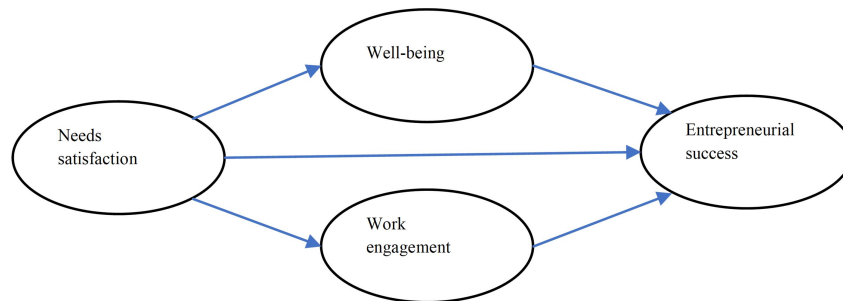 Well-being
Needs
satisfaction
Entrepreneurial
success
Work
engagement